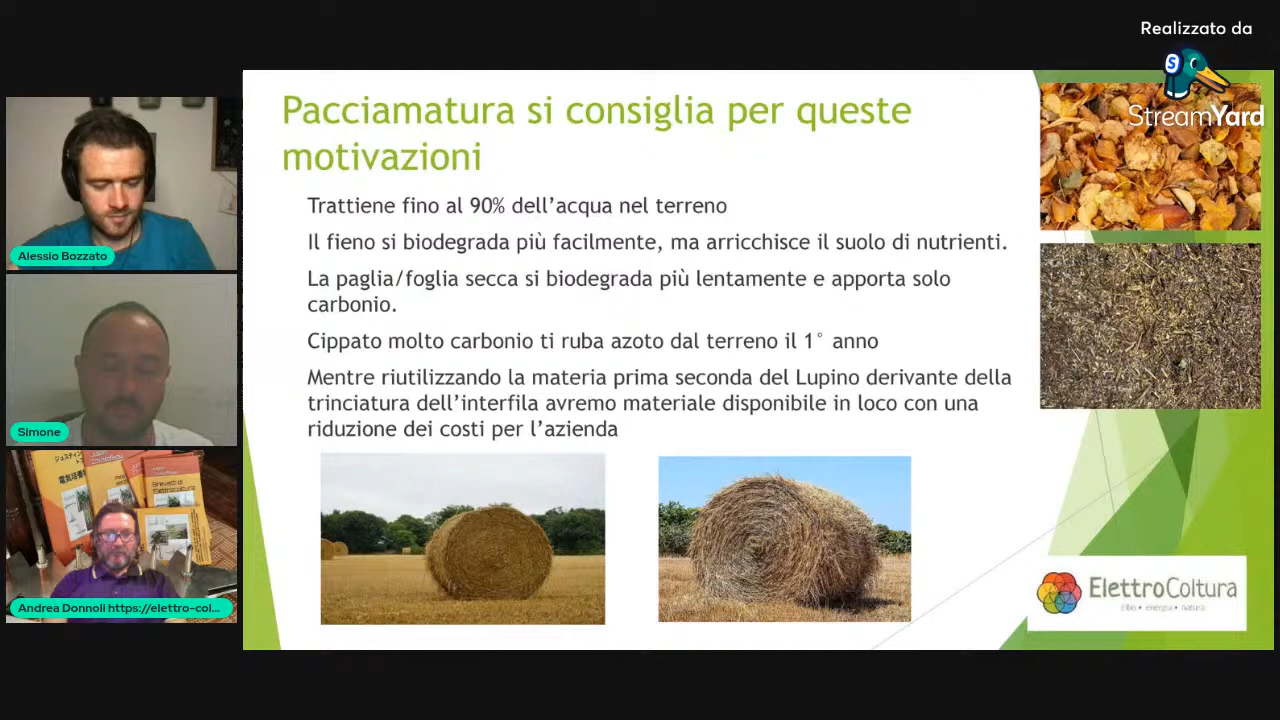 Realizzato da
S
StreamYard
Pacciamatura si consiglia per queste
motivazioni
Trattiene fino al 90% dell’acqua nel terreno
Il fieno si biodegrada più facilmente, ma arricchisce il suolo di nutrienti.
La paglia/foglia secca si biodegrada più lentamente e apporta solo
carbonio.
Cippato molto carbonio ti ruba azoto dal terreno il 1° anno
Mentre riutilizzando la materia prima seconda del Lupino derivante della
trinciatura dell’interfila avremo materiale disponibile in loco con una
riduzione dei costi per l’azienda
Alessio Bozzato
Simone
Andrea Donnoli https://elettro-col...
ElettroColtura
cibo • energia • natura